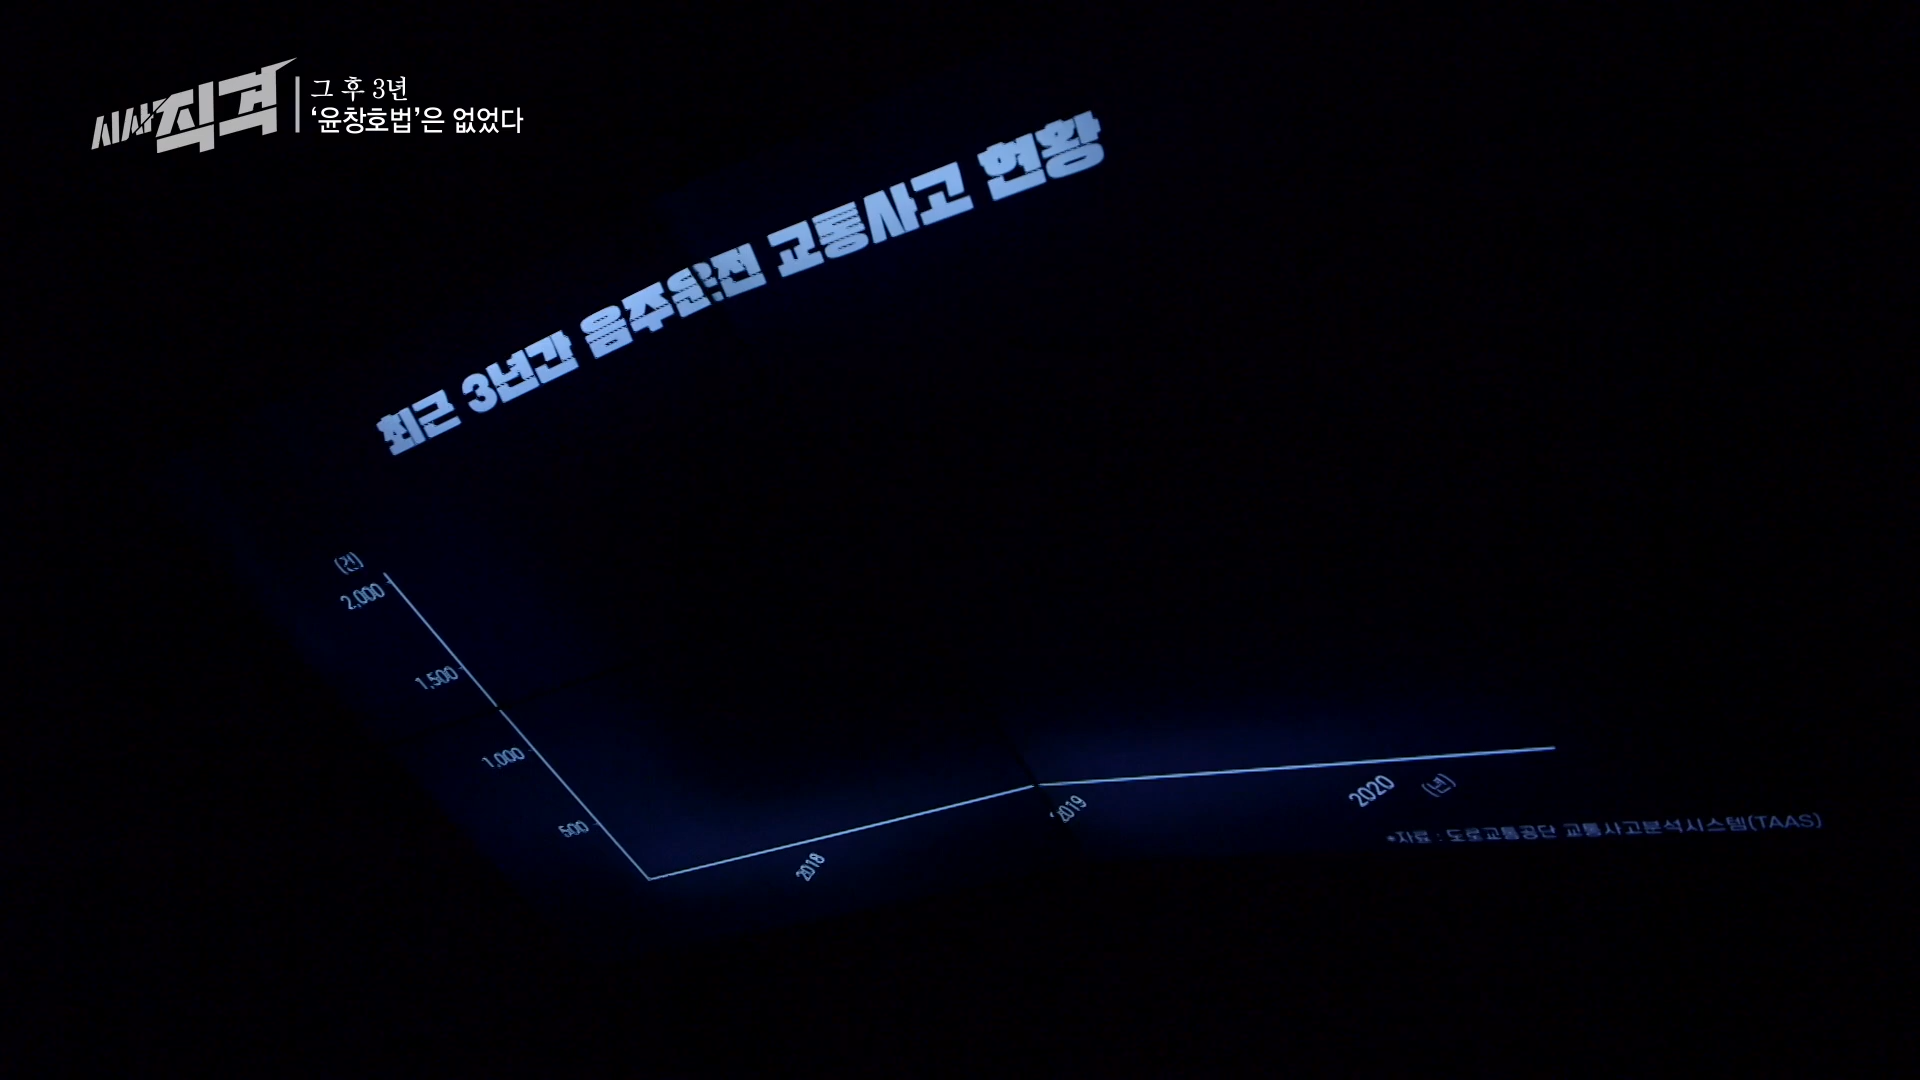 시사 직격
그 후 3년
‘윤창호법’은 없었다
최근 3년간 음주운전 교통사고 현황
(건)
2,000
1,500
1,000
500
2018
2019
2020
(년)
*자료 : 도로교통공단 교통사고분석시스템(TAAS)